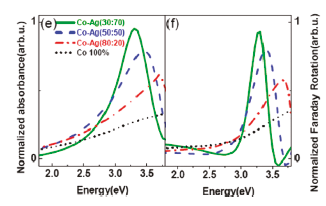 (e)
Co-Ag(30:70)
Co-Ag(50:50)
Co-Ag(80:20)
Co 100%
(f)
Normalized absorbance(arb.u.)
1
0
2.0 2.5 3.0 3.5
Energy(eV)
2.0 2.5 3.0 3.5
Energy(eV)
1
0
Normalized Faraday Rotation(arb.u.)